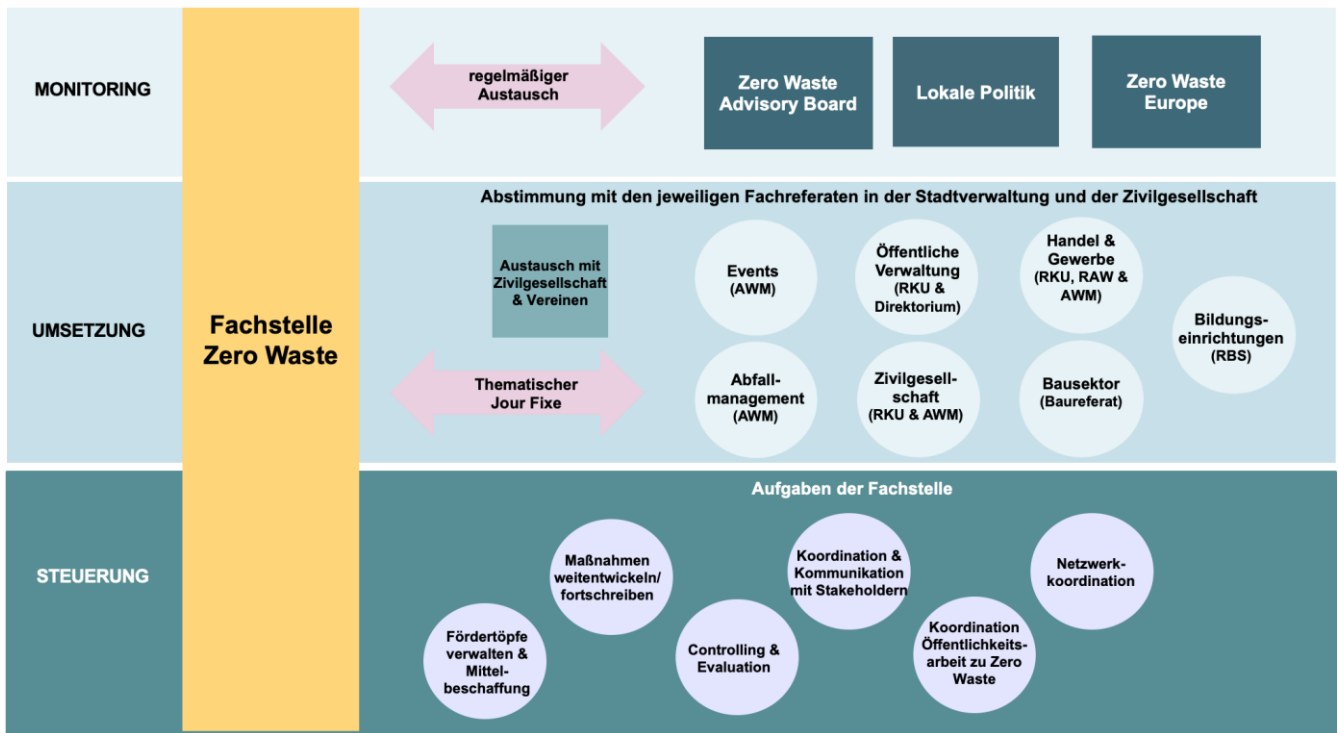 MONITORING
regelmäßiger
Austausch
Zero Waste
Advisory Board
Lokale Politik
Zero Waste
Europe
UMSETZUNG
Fachstelle
Zero Waste
Abstimmung mit den jeweiligen Fachreferaten in der Stadtverwaltung und der Zivilgesellschaft
Austausch mit
Zivilgesellschaft
& Vereinen
Thematischer
Jour Fixe
Events
(AWM)
Öffentliche
Verwaltung
(RKU &
Direktorium)
Handel &
Gewerbe
(RKU, RAW &
AWM)
Bildungs-
einrichtungen
(RBS)
Abfall-
management
(AWM)
Zivilgesell-
schaft
(RKU & AWM)
Bausektor
(Baureferat)
STEUERUNG
Aufgaben der Fachstelle
Fördertöpfe
verwalten &
Mittel-
beschaffung
Maßnahmen
weitentwickeln/
fortschreiben
Controlling &
Evaluation
Koordination &
Kommunikation
mit Stakeholdern
Koordination
Öffentlichkeits-
arbeit zu Zero
Waste
Netzwerk-
koordination